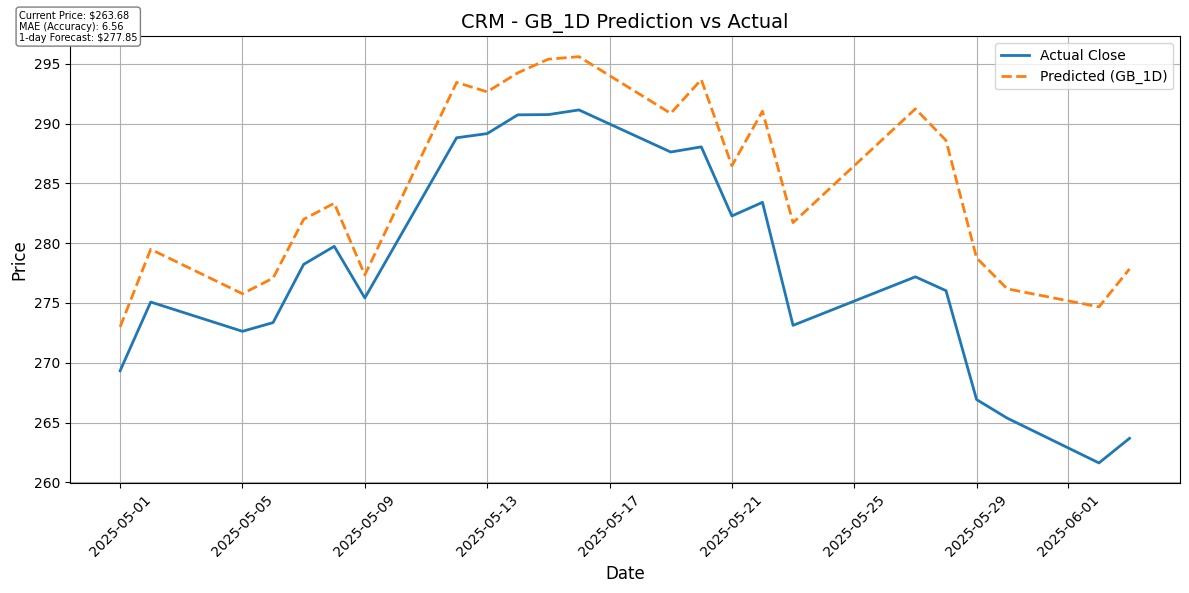 CRM - GB_1D Prediction vs Actual
Current Price: $263.68
MAE (Accuracy): 6.56
1-day Forecast: $277.85
Actual Close
Predicted (GB_1D)
Price
295
290
285
280
275
270
265
260
2025-05-01
2025-05-05
2025-05-09
2025-05-13
2025-05-17
2025-05-21
2025-05-25
2025-05-29
2025-06-01
Date